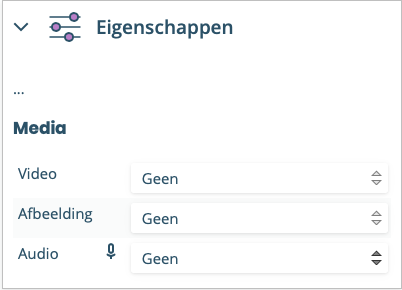 Eigenschappen
...
Media
Video Geen
Afbeelding Geen
Audio Geen